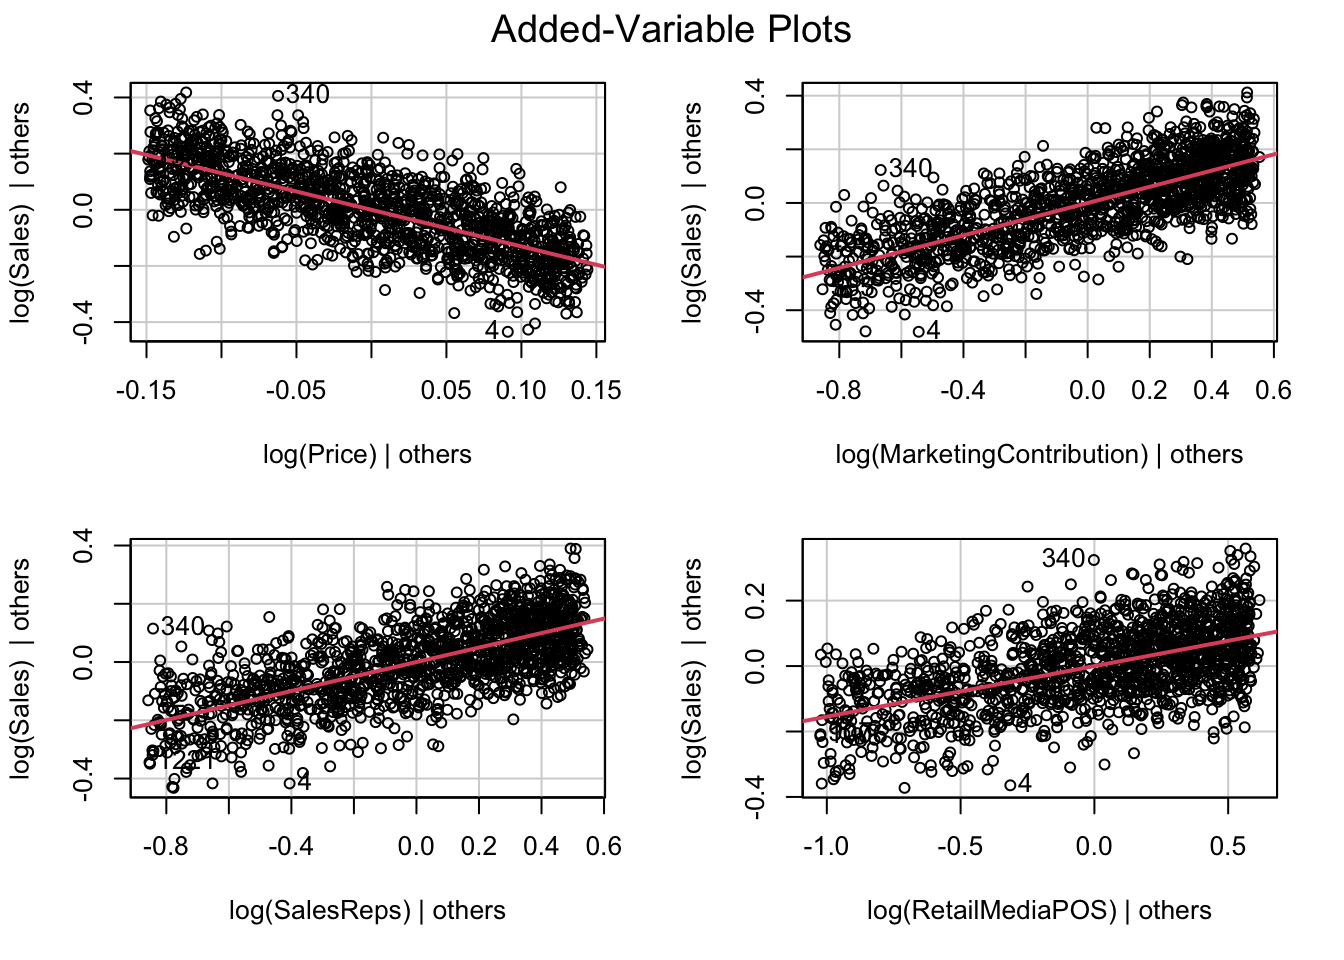 Added-Variable Plots
log(Sales) | others
0.4
0.0
-0.4
340
4
-0.15 -0.05 0.05 0.10 0.15
log(Price) | others
log(Sales) | others
0.4
0.0
-0.4
340
4
-0.8 -0.4 0.0 0.2 0.4 0.6
log(MarketingContribution) | others
log(Sales) | others
0.4
0.0
-0.4
340
4
-0.8 -0.4 0.0 0.2 0.4 0.6
log(SalesReps) | others
log(Sales) | others
0.2
0.0
-0.4
340
4
-1.0 -0.5 0.0 0.5
log(RetailMediaPOS) | others